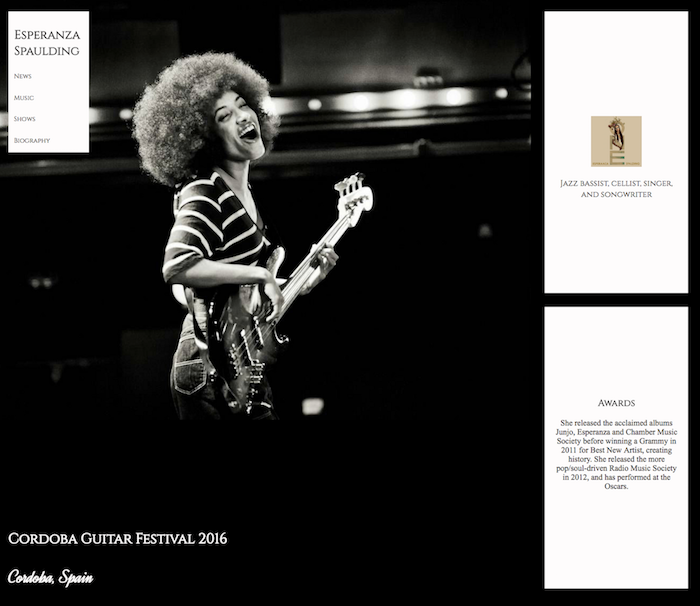 Esperanza
Spaulding
News
Music
Shows
Biography
Jazz bassist, cellist, singer,
and songwriter
Awards
She released the acclaimed albums
Junjo, Esperanza and Chamber Music
Society before winning a Grammy in
2011 for Best New Artist, creating
history. She released the more
pop/soul-driven Radio Music Society
in 2012, and has performed at the
Oscars.
Cordoba Guitar Festival 2016
Cordoba, Spain